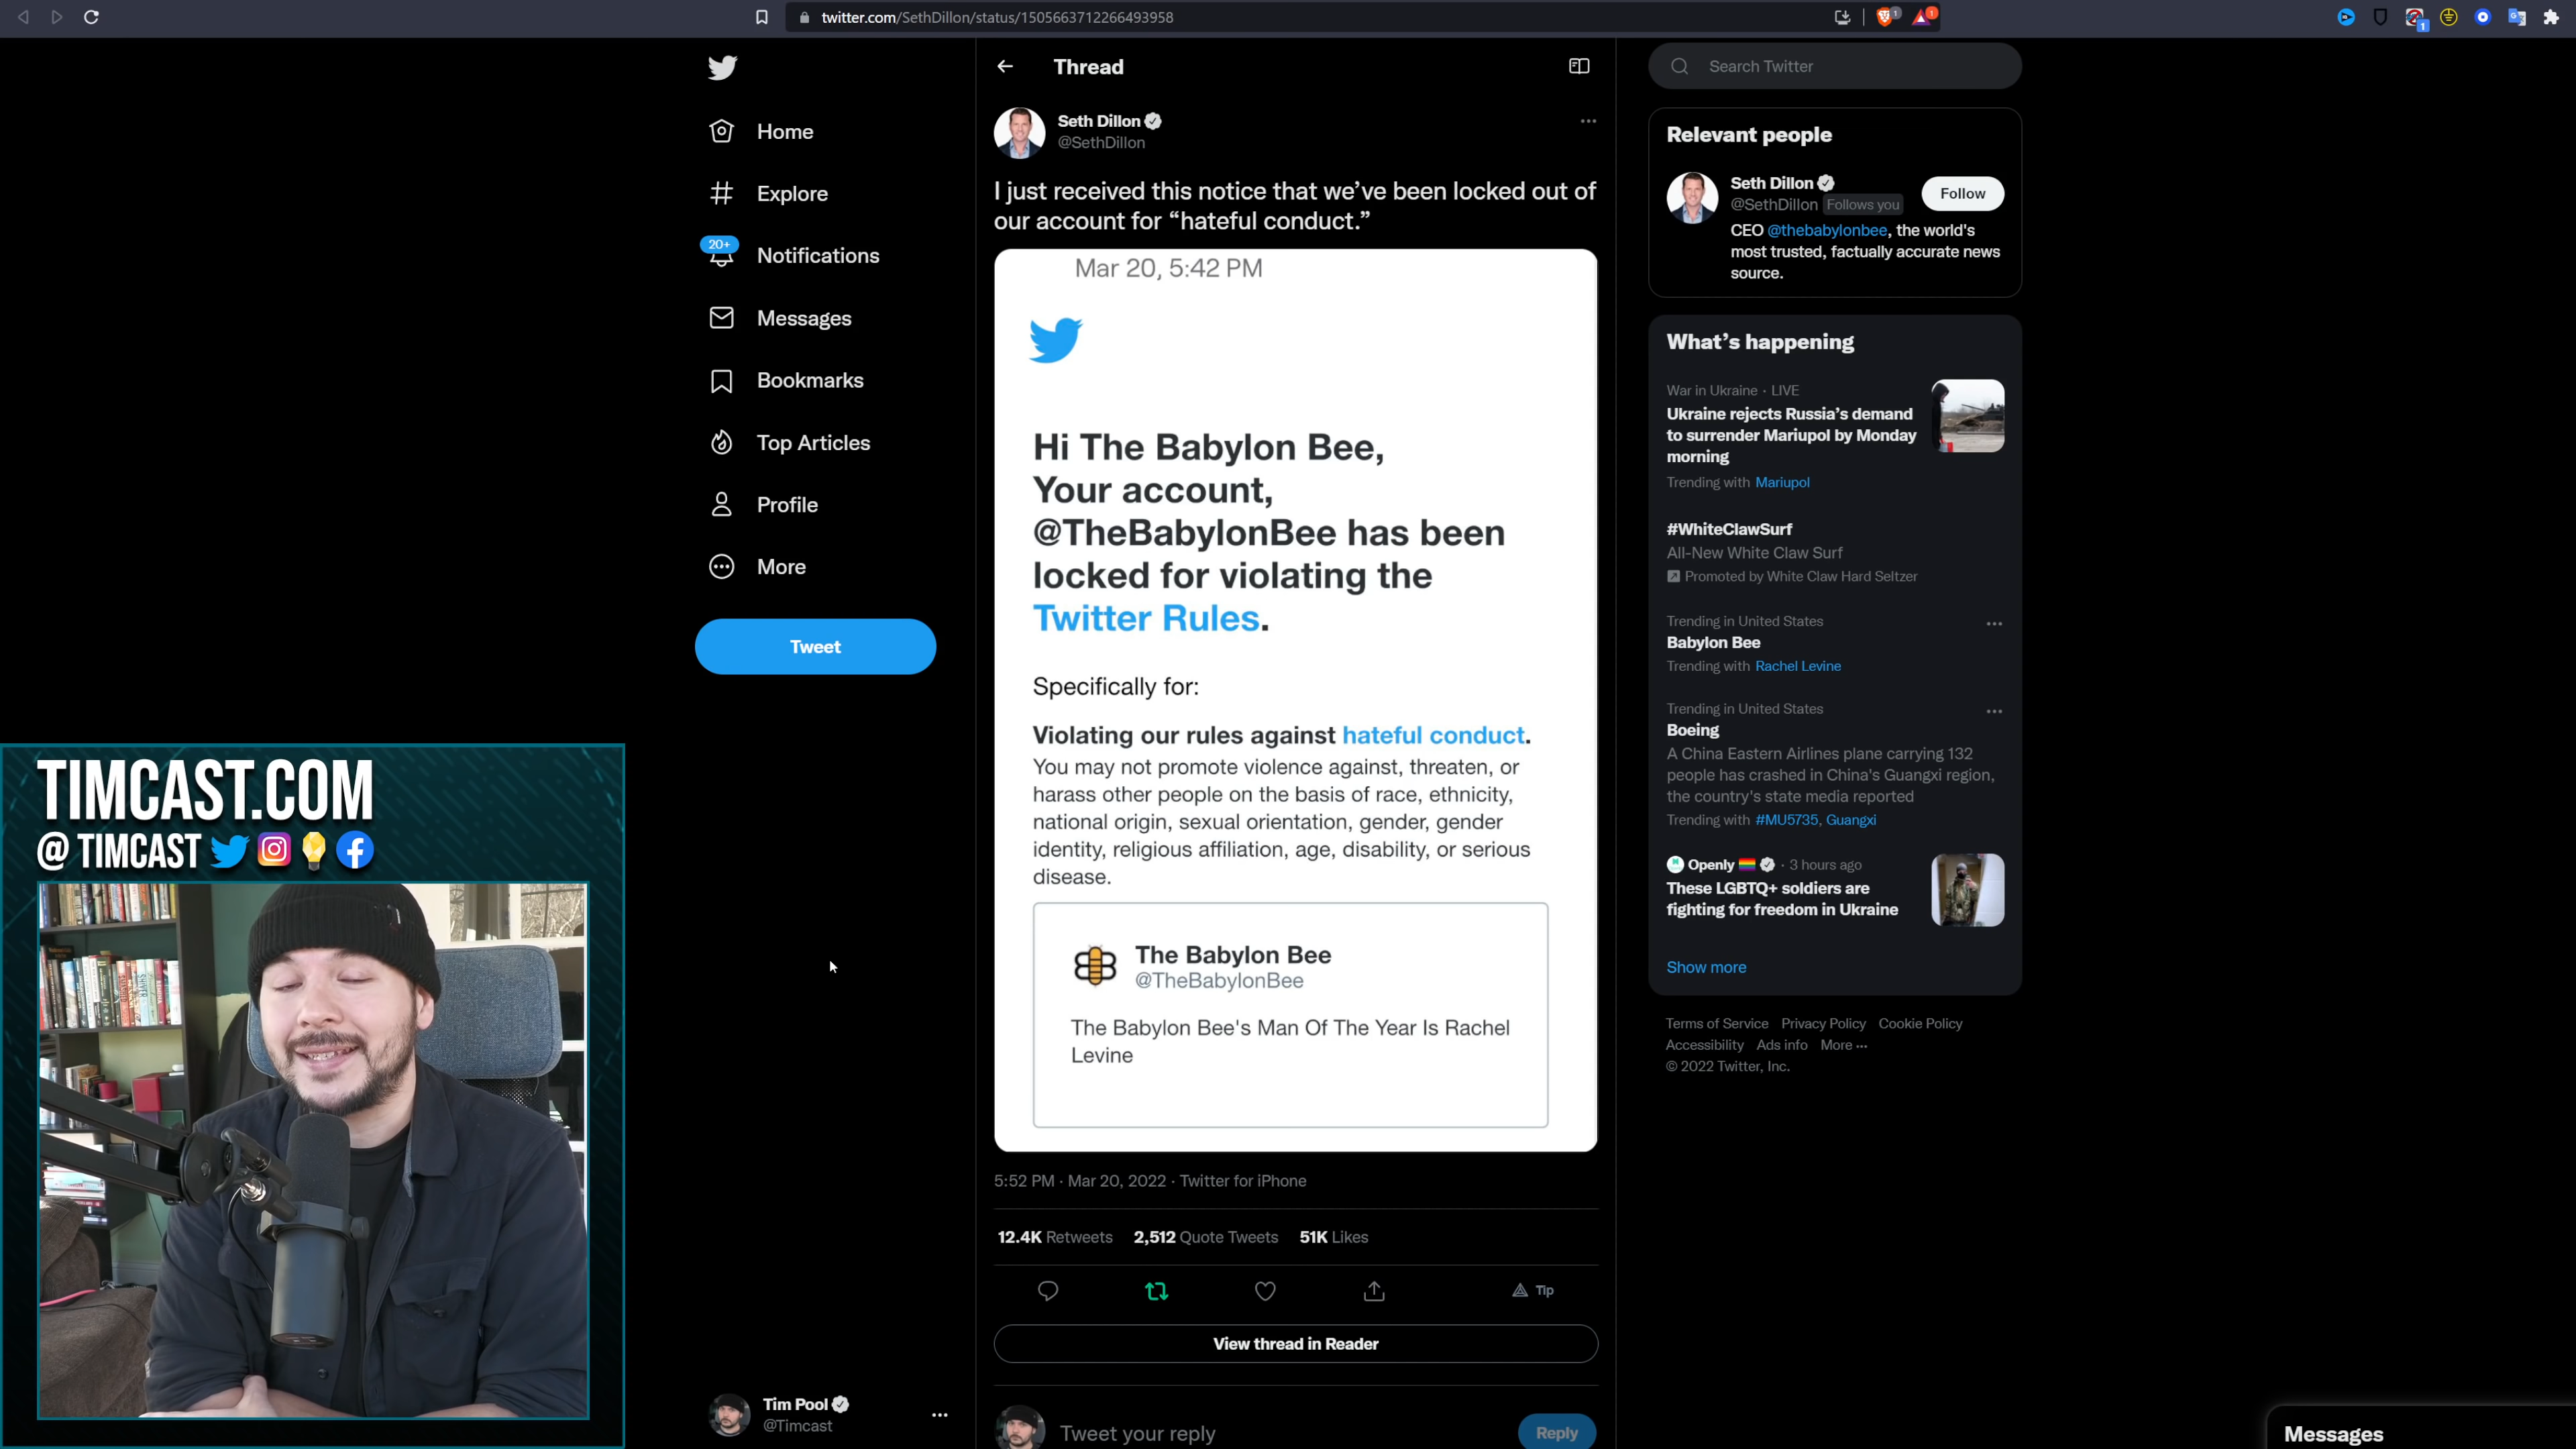 twitter.com/SethDillon/status/1505663712266493958
1
1
1
Home
Explore
20+
Notifications
Messages
Bookmarks
Top Articles
Profile
More
Tweet
TIMCAST.COM
@ TIMCAST
Tim Pool
@Timcast
Thread
Seth Dillon
@SethDillon
I just received this notice that we’ve been locked out of
our account for “hateful conduct.”
Mar 20, 5:42 PM
Hi The Babylon Bee,
Your account,
@TheBabylonBee has been
locked for violating the
Twitter Rules.
Specifically for:
Violating our rules against hateful conduct.
You may not promote violence against, threaten, or
harass other people on the basis of race, ethnicity,
national origin, sexual orientation, gender, gender
identity, religious affiliation, age, disability, or serious
disease.
The Babylon Bee
@TheBabylonBee
The Babylon Bee's Man Of The Year Is Rachel
Levine
5:52 PM · Mar 20, 2022 · Twitter for iPhone
12.4K Retweets 2,512 Quote Tweets 51K Likes
Tip
View thread in Reader
Tweet your reply
Reply
Search Twitter
Relevant people
Seth Dillon
@SethDillon Follows you
Follow
CEO @thebabylonbee, the world's
most trusted, factually accurate news
source.
What’s happening
War in Ukraine · LIVE
Ukraine rejects Russia’s demand
to surrender Mariupol by Monday
morning
Trending with Mariupol
#WhiteClawSurf
All-New White Claw Surf
Promoted by White Claw Hard Seltzer
Trending in United States
Babylon Bee
Trending with Rachel Levine
Trending in United States
Boeing
A China Eastern Airlines plane carrying 132
people has crashed in China's Guangxi region,
the country's state media reported
Trending with #MU5735, Guangxi
Openly · 3 hours ago
These LGBTQ+ soldiers are
fighting for freedom in Ukraine
Show more
Terms of Service Privacy Policy Cookie Policy
Accessibility Ads info More
© 2022 Twitter, Inc.
Messages